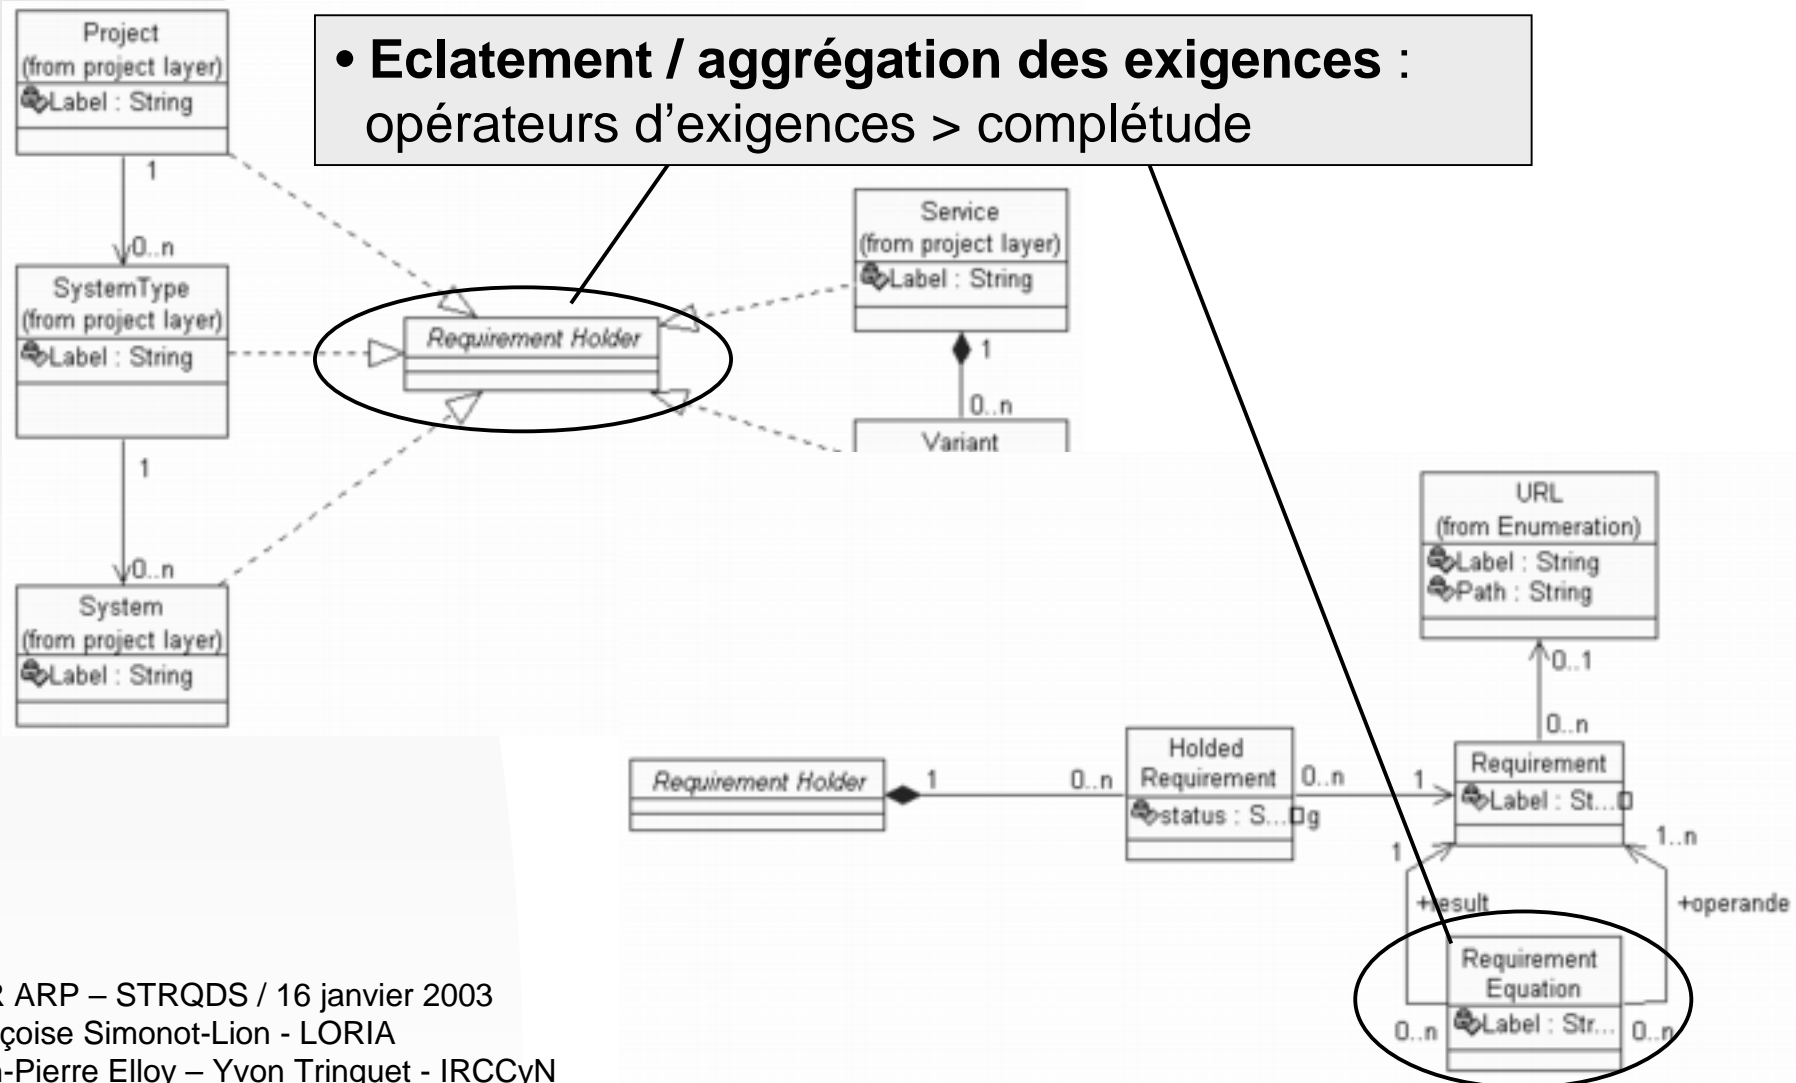 Project
(from project layer)
Label : String
• Eclatement / aggrégation des exigences :
opérateurs d’exigences > complétude
1
0..n
SystemType
(from project layer)
Label : String
Requirement Holder
Service
(from project layer)
Label : String
1
0..n
Variant
1
0..n
System
(from project layer)
Label : String
URL
(from Enumeration)
Label : String
Path : String
0..1
0..n
Requirement Holder
1
0..n
Holded
Requirement
status : S...g
0..n
1
Requirement
Label : St...
1
1..n
+result
+operande
Requirement
Equation
Label : Str...
0..n
0..n
R ARP – STRQDS / 16 janvier 2003
çoise Simonot-Lion - LORIA
-Pierre Elloy – Yvon Trinquet - IRCCyN